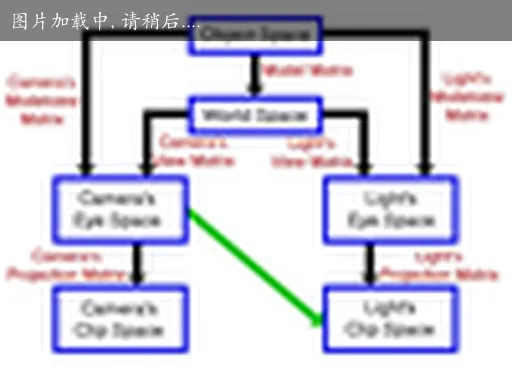 图片加载中,请稍后....
Object Space
Model Matrix
Camera's
Modelview
Matrix
Light's
Modelview
Matrix
World Space
Camera's
View Matrix
Light's
View Matrix
Camera's
Eye Space
Light's
Eye Space
Camera's
Projection Matrix
Light's
Projection Matrix
Camera's
Clip Space
Light's
Clip Space